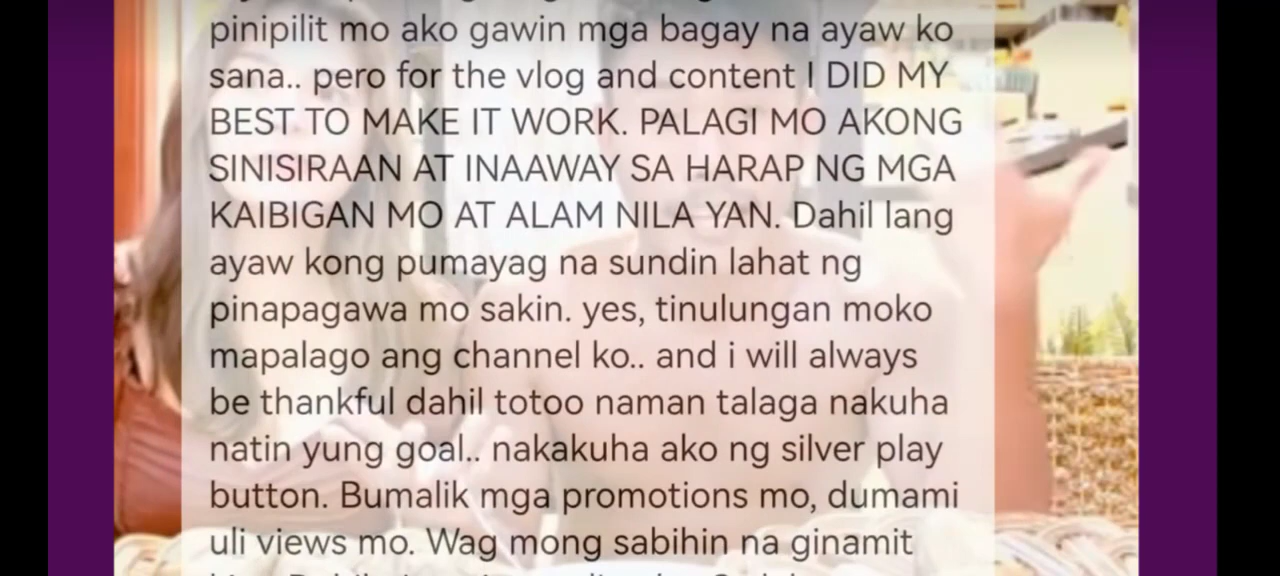 pinipilit mo ako gawin mga bagay na ayaw ko
sana.. pero for the vlog and content I DID MY
BEST TO MAKE IT WORK. PALAGI MO AKONG
SINISIRAAN AT INAAWAY SA HARAP NG MGA
KAIBIGAN MO AT ALAM NILA YAN. Dahil lang
ayaw kong pumayag na sundin lahat ng
pinapagawa mo sakin. yes, tinulungan moko
mapalago ang channel ko.. and i will always
be thankful dahil totoo naman talaga nakuha
natin yung goal.. nakakuha ako ng silver play
button. Bumalik mga promotions mo, dumami
uli views mo. Wag mong sabihin na ginamit